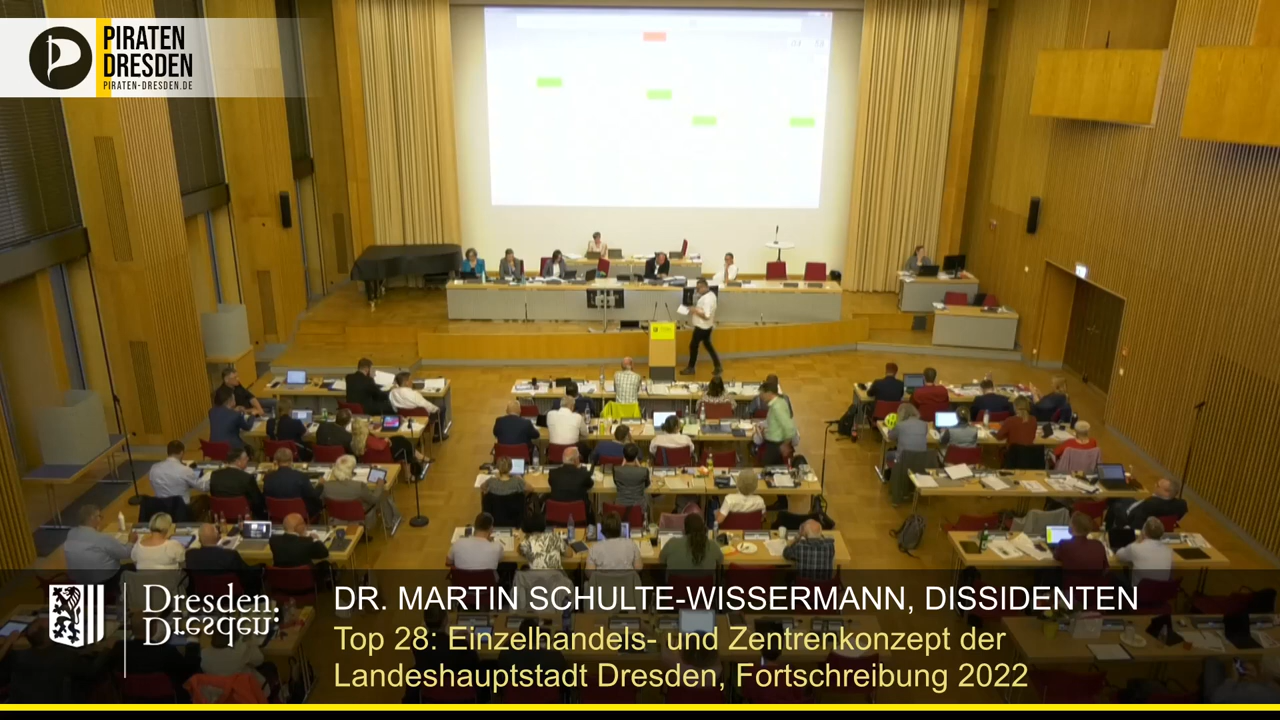 PIRATEN
DRESDEN
PIRATEN-DRESDEN.DE
Dresden.
Dresden.
DR. MARTIN SCHULTE-WISSERMANN, DISSIDENTEN
Top 28: Einzelhandels- und Zentrenkonzept der
Landeshauptstadt Dresden, Fortschreibung 2022